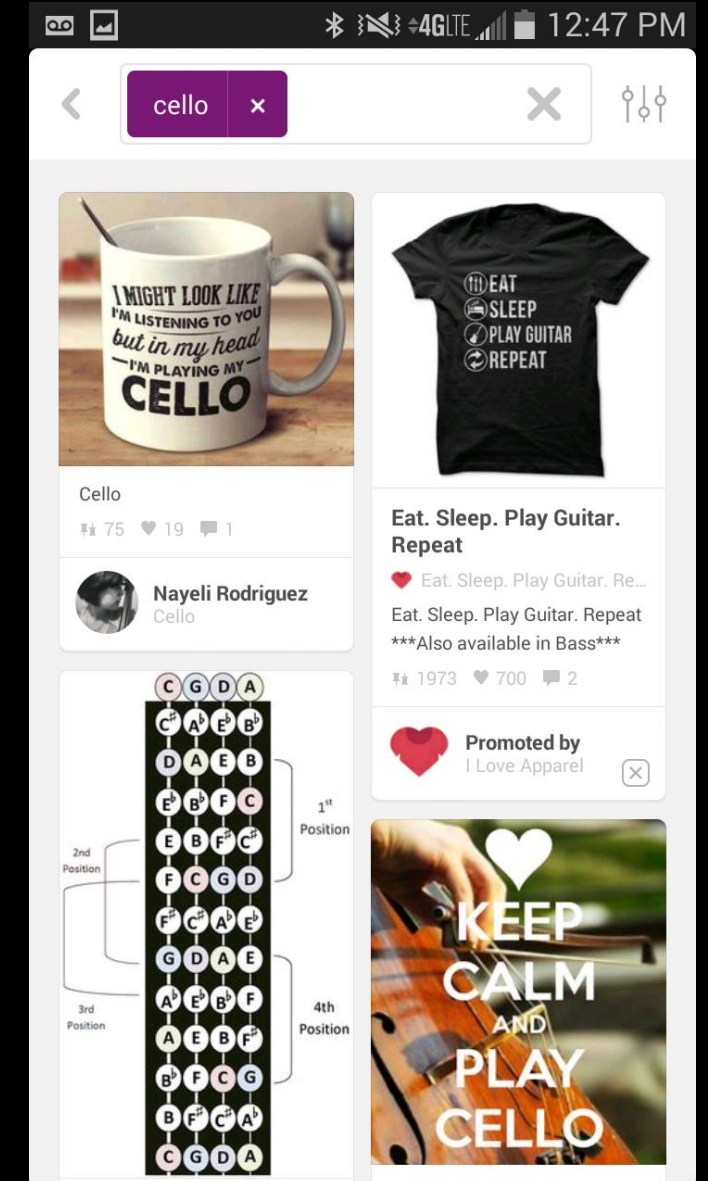 4GLTE 12:47 PM
cello ×
I MIGHT LOOK LIKE
I'M LISTENING TO YOU
but in my head
I'M PLAYING MY
CELLO
Cello
75 19 1
Nayeli Rodriguez
Cello
EAT
SLEEP
PLAY GUITAR
REPEAT
Eat. Sleep. Play Guitar.
Repeat
Eat. Sleep. Play Guitar. Re...
Eat. Sleep. Play Guitar. Repeat
***Also available in Bass***
1973 700 2
Promoted by
I Love Apparel
C G D A
C♯ A♭ E♭ B♭
D A E B
E♭ B♭ F C
E B F♯ C♯
F C G D
F♯ C♯ A♭ E♭
G D A E
A♭ E♭ B♭ F
A E B F♯
B♭ F C G
B F♯ C♯ A♭
C G D A
1st
Position
2nd
Position
3rd
Position
4th
Position
KEEP
CALM
AND
PLAY
CELLO